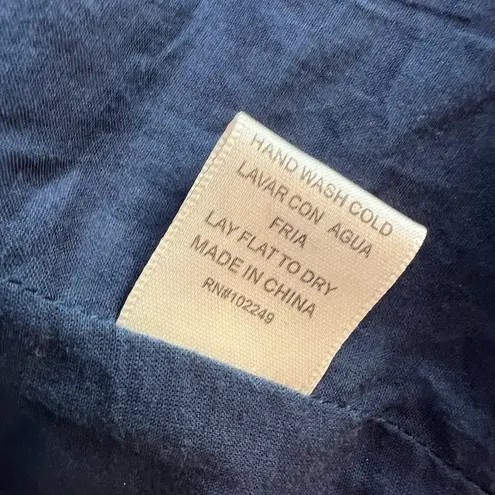 HAND WASH COLD
LAVAR CON AGUA
FRIA
LAY FLAT TO DRY
MADE IN CHINA
RN#102249